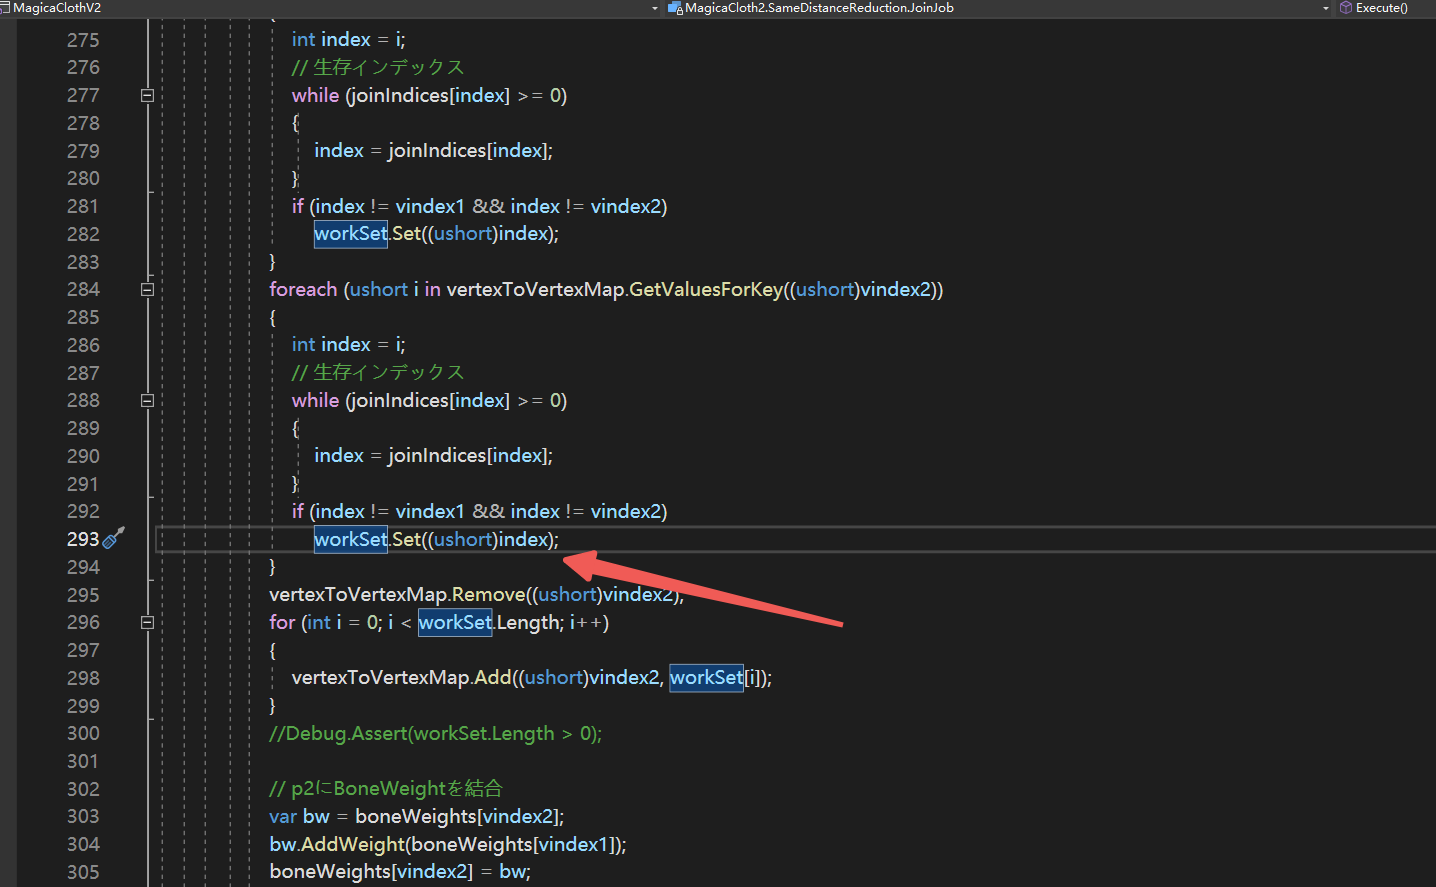 MagicaClothV2 MagicaCloth2.SameDistanceReduction.JoinJob Execute()
275 int index = i;
276 // 生存インデックス
277 while (joinIndices[index] >= 0)
278 {
279 index = joinIndices[index];
280 }
281 if (index != vindex1 && index != vindex2)
282 workSet.Set((ushort)index);
283 }
284 foreach (ushort i in vertexToVertexMap.GetValuesForKey((ushort)vindex2))
285 {
286 int index = i;
287 // 生存インデックス
288 while (joinIndices[index] >= 0)
289 {
290 index = joinIndices[index];
291 }
292 if (index != vindex1 && index != vindex2)
293 workSet.Set((ushort)index);
294 }
295 vertexToVertexMap.Remove((ushort)vindex2);
296 for (int i = 0; i < workSet.Length; i++)
297 {
298 vertexToVertexMap.Add((ushort)vindex2, workSet[i]);
299 }
300 //Debug.Assert(workSet.Length > 0);
301
302 // p2にBoneWeightを結合
303 var bw = boneWeights[vindex2];
304 bw.AddWeight(boneWeights[vindex1]);
305 boneWeights[vindex2] = bw;